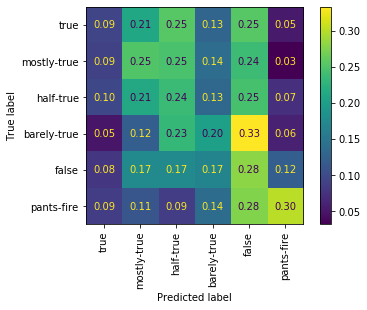 true 0.09 0.21 0.25 0.13 0.25 0.05
mostly-true 0.09 0.25 0.25 0.14 0.24 0.03
half-true 0.10 0.21 0.24 0.13 0.25 0.07
barely-true 0.05 0.12 0.23 0.20 0.33 0.06
false 0.08 0.17 0.17 0.17 0.28 0.12
pants-fire 0.09 0.11 0.09 0.14 0.28 0.30
True label
true mostly-true half-true barely-true false pants-fire
Predicted label
0.30
0.25
0.20
0.15
0.10
0.05